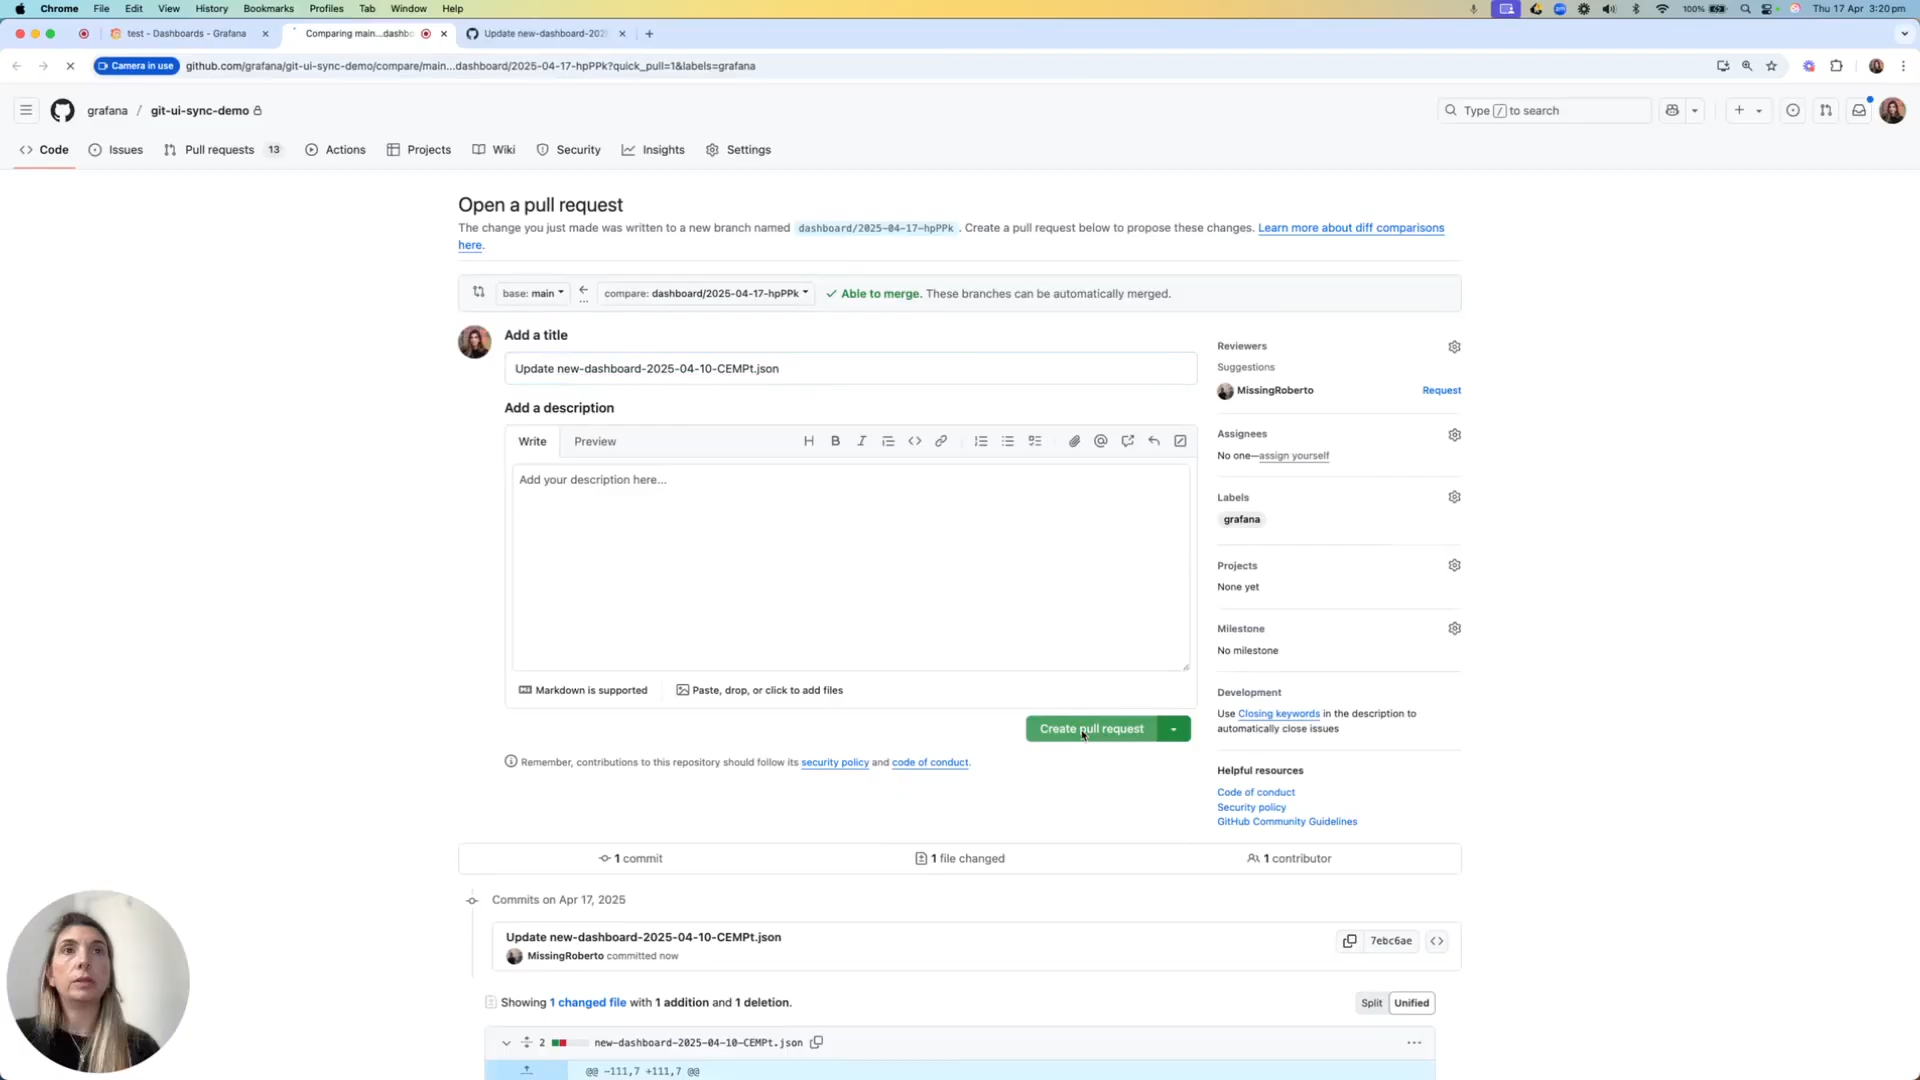 Chrome File Edit View History Bookmarks Profiles Tab Window Help 100% Thu 17 Apr 3:20 pm
test - Dashboards - Grafana Comparing main...dashbo Update new-dashboard-202
Camera in use github.com/grafana/git-ui-sync-demo/compare/main...dashboard/2025-04-17-hpPPk?quick_pull=1&labels=grafana
grafana / git-ui-sync-demo Type / to search
Code Issues Pull requests 13 Actions Projects Wiki Security Insights Settings
Open a pull request
The change you just made was written to a new branch named dashboard/2025-04-17-hpPPk . Create a pull request below to propose these changes. Learn more about diff comparisons
here.
base: main ... compare: dashboard/2025-04-17-hpPPk Able to merge. These branches can be automatically merged.
Add a title
Update new-dashboard-2025-04-10-CEMPt.json
Add a description
Write Preview H B I
Add your description here...
Markdown is supported Paste, drop, or click to add files
Create pull request
Remember, contributions to this repository should follow its security policy and code of conduct.
Reviewers
Suggestions
MissingRoberto Request
Assignees
No one—assign yourself
Labels
grafana
Projects
None yet
Milestone
No milestone
Development
Use Closing keywords in the description to
automatically close issues
Helpful resources
Code of conduct
Security policy
GitHub Community Guidelines
1 commit 1 file changed 1 contributor
Commits on Apr 17, 2025
Update new-dashboard-2025-04-10-CEMPt.json 7ebc6ae
MissingRoberto committed now
Showing 1 changed file with 1 addition and 1 deletion. Split Unified
2 new-dashboard-2025-04-10-CEMPt.json
@@ -111,7 +111,7 @@